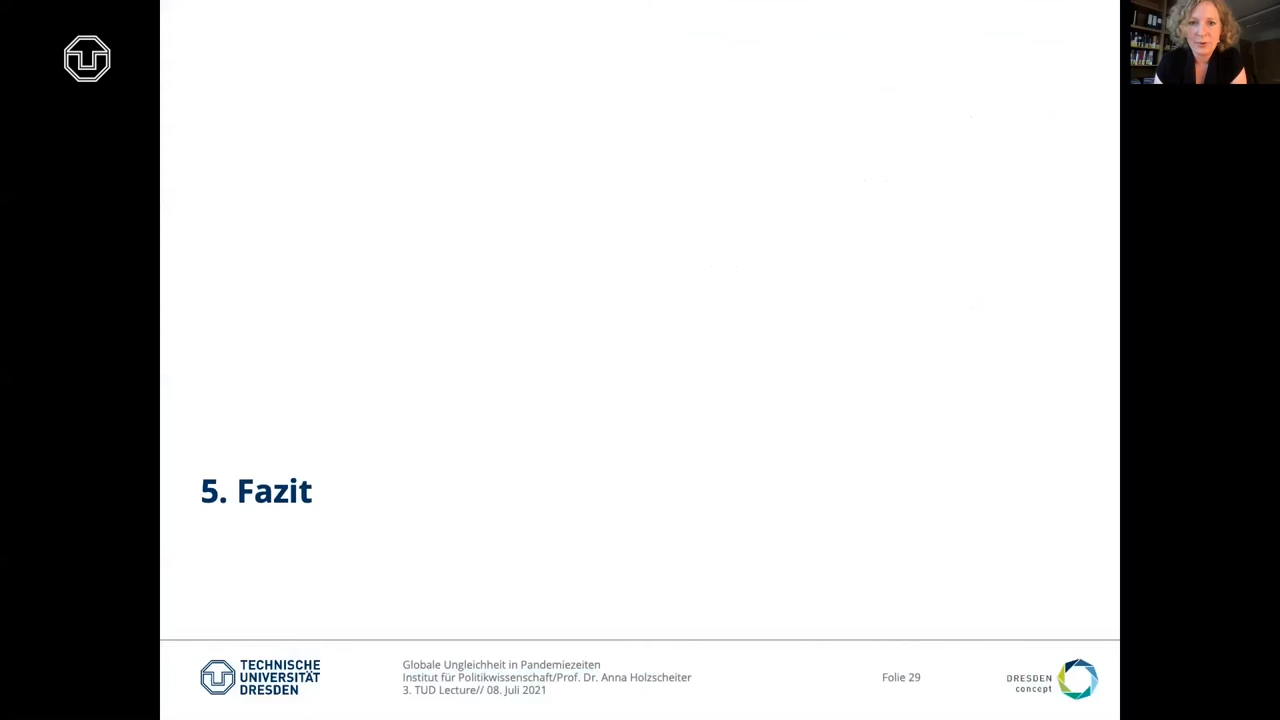 5. Fazit
TECHNISCHE
UNIVERSITÄT
DRESDEN
Globale Ungleichheit in Pandemiezeiten
Institut für Politikwissenschaft/Prof. Dr. Anna Holzscheiter
3. TUD Lecture// 08. Juli 2021
Folie 29
DRESDEN
concept